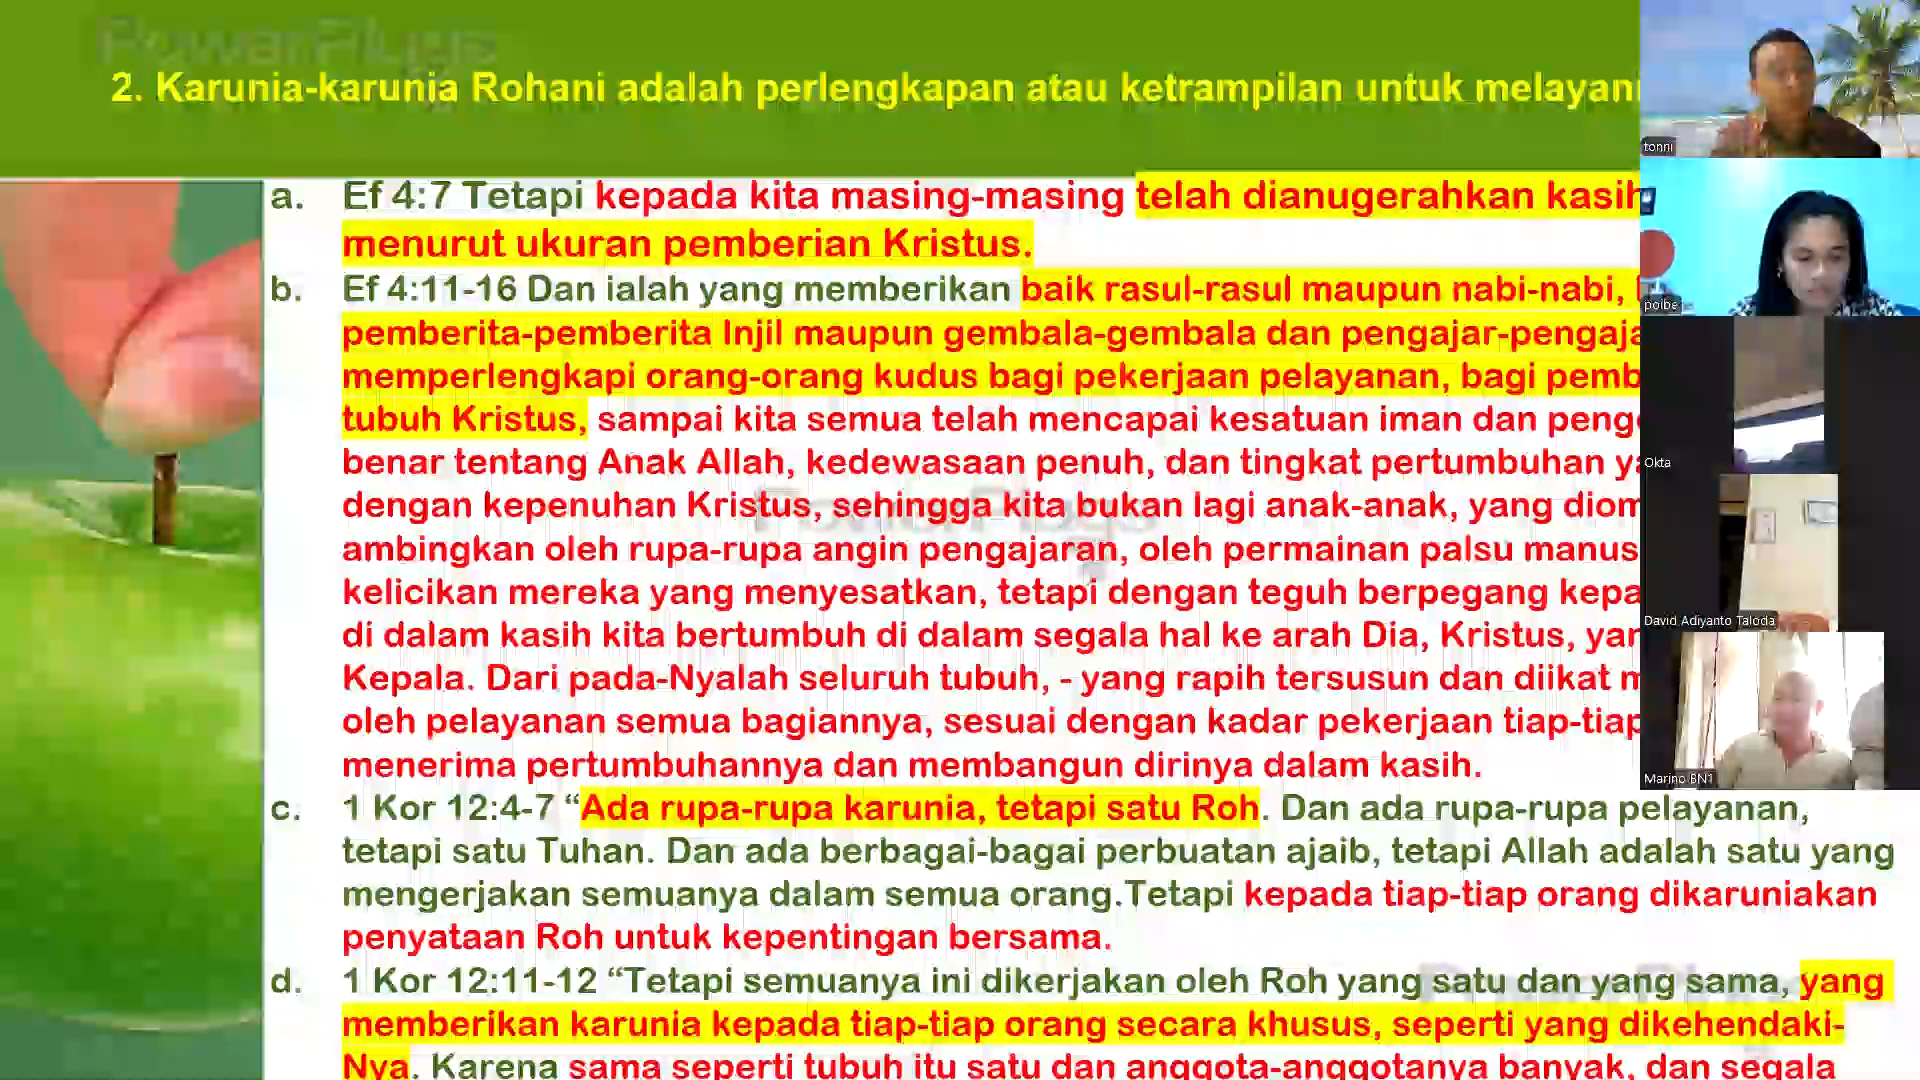 PowerPlugs
2. Karunia-karunia Rohani adalah perlengkapan atau ketrampilan untuk melayani
a. Ef 4:7 Tetapi kepada kita masing-masing telah dianugerahkan kasih
menurut ukuran pemberian Kristus.
b. Ef 4:11-16 Dan ialah yang memberikan baik rasul-rasul maupun nabi-nabi,
pemberita-pemberita Injil maupun gembala-gembala dan pengajar-pengaja
memperlengkapi orang-orang kudus bagi pekerjaan pelayanan, bagi pemb
tubuh Kristus, sampai kita semua telah mencapai kesatuan iman dan penge
benar tentang Anak Allah, kedewasaan penuh, dan tingkat pertumbuhan ya
dengan kepenuhan Kristus, sehingga kita bukan lagi anak-anak, yang diom
ambingkan oleh rupa-rupa angin pengajaran, oleh permainan palsu manus
kelicikan mereka yang menyesatkan, tetapi dengan teguh berpegang kepa
di dalam kasih kita bertumbuh di dalam segala hal ke arah Dia, Kristus, yan
Kepala. Dari pada-Nyalah seluruh tubuh, - yang rapih tersusun dan diikat m
oleh pelayanan semua bagiannya, sesuai dengan kadar pekerjaan tiap-tiap
menerima pertumbuhannya dan membangun dirinya dalam kasih.
c. 1 Kor 12:4-7 “Ada rupa-rupa karunia, tetapi satu Roh. Dan ada rupa-rupa pelayanan,
tetapi satu Tuhan. Dan ada berbagai-bagai perbuatan ajaib, tetapi Allah adalah satu yang
mengerjakan semuanya dalam semua orang.Tetapi kepada tiap-tiap orang dikaruniakan
penyataan Roh untuk kepentingan bersama.
d. 1 Kor 12:11-12 “Tetapi semuanya ini dikerjakan oleh Roh yang satu dan yang sama, yang
memberikan karunia kepada tiap-tiap orang secara khusus, seperti yang dikehendaki-
Nya. Karena sama seperti tubuh itu satu dan anggota-anggotanya banyak, dan segala
tonni
poibe
Okta
David Adiyanto Taloda
Marino BN1